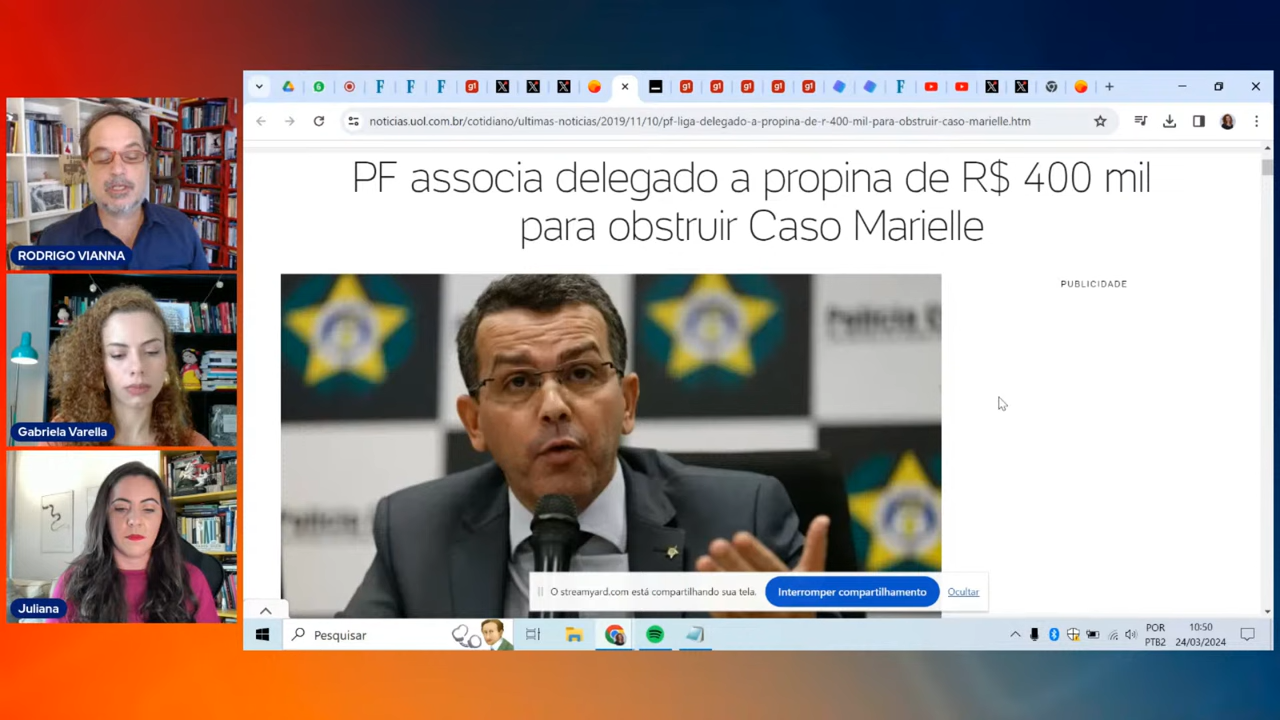 noticias.uol.com.br/cotidiano/ultimas-noticias/2019/11/10/pf-liga-delegado-a-propina-de-r-400-mil-para-obstruir-caso-marielle.htm
PF associa delegado a propina de R$ 400 mil
para obstruir Caso Marielle
PUBLICIDADE
RODRIGO VIANNA
Gabriela Varella
Juliana
O streamyard.com está compartilhando sua tela.
Interromper compartilhamento
Ocultar
Pesquisar
POR
PTB2
10:50
24/03/2024